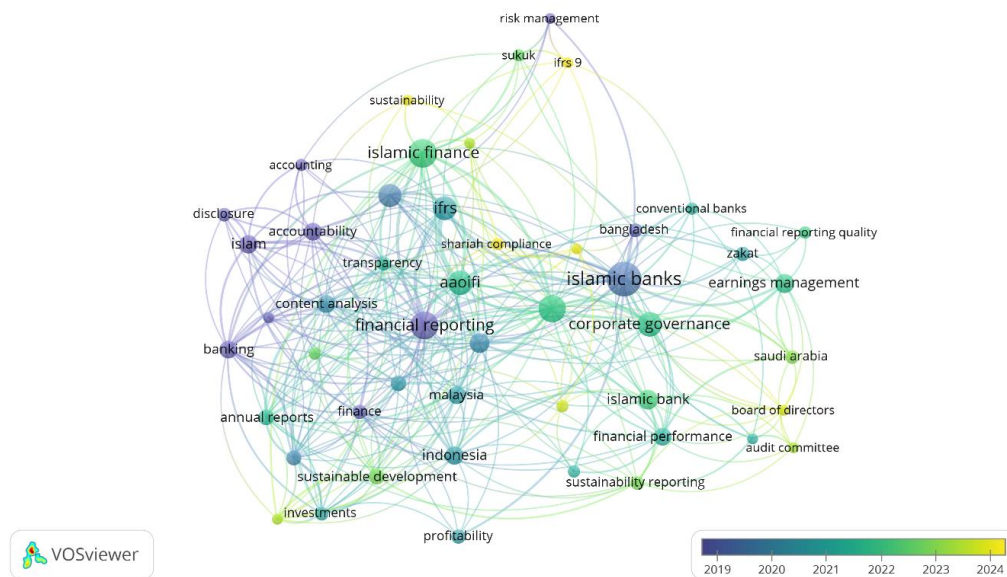 risk management
sukuk
ifrs 9
sustainability
islamic finance
accounting
ifrs
disclosure
conventional banks
islam
accountability
bangladesh
financial reporting quality
shariah compliance
zakat
transparency
aaoifi
islamic banks
earnings management
content analysis
financial reporting
corporate governance
banking
saudi arabia
malaysia
islamic bank
annual reports
finance
board of directors
financial performance
audit committee
indonesia
sustainable development
sustainability reporting
investments
profitability
VOSviewer
2019 2020 2021 2022 2023 2024